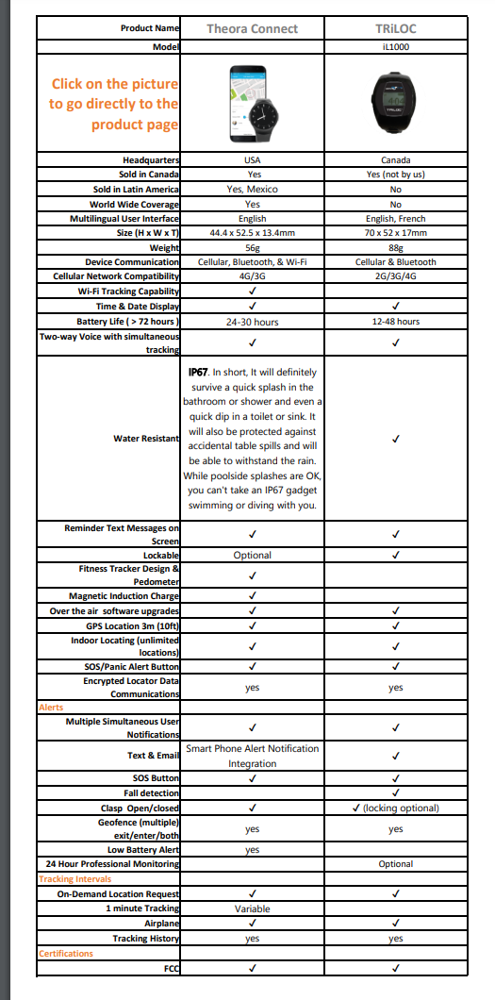 Product Name Theora Connect TRiLOC
Model iL1000
Click on the picture
to go directly to the
product page
TRiLOC
Headquarters USA Canada
Sold in Canada Yes Yes (not by us)
Sold in Latin America Yes, Mexico No
World Wide Coverage Yes No
Multilingual User Interface English English, French
Size (H x W x T) 44.4 x 52.5 x 13.4mm 70 x 52 x 17mm
Weight 56g 88g
Device Communication Cellular, Bluetooth, & Wi-Fi Cellular & Bluetooth
Cellular Network Compatibility 4G/3G 2G/3G/4G
Wi-Fi Tracking Capability ✓
Time & Date Display ✓ ✓
Battery Life ( > 72 hours ) 24-30 hours 12-48 hours
Two-way Voice with simultaneous
tracking ✓ ✓
Water Resistant ✓
IP67. In short, It will definitely
survive a quick splash in the
bathroom or shower and even a
quick dip in a toilet or sink. It
will also be protected against
accidental table spills and will
be able to withstand the rain.
While poolside splashes are OK,
you can't take an IP67 gadget
swimming or diving with you.
Reminder Text Messages on
Screen ✓ ✓
Lockable Optional ✓
Fitness Tracker Design &
Pedometer ✓
Magnetic Induction Charge ✓
Over the air software upgrades ✓ ✓
GPS Location 3m (10ft) ✓ ✓
Indoor Locating (unlimited
locations) ✓ ✓
SOS/Panic Alert Button ✓ ✓
Encrypted Locator Data
Communications yes yes
Alerts
Multiple Simultaneous User
Notifications ✓ ✓
Text & Email ✓
Smart Phone Alert Notification
Integration
SOS Button ✓ ✓
Fall detection ✓
Clasp Open/closed ✓ ✓ (locking optional)
Geofence (multiple)
exit/enter/both yes yes
Low Battery Alert yes
24 Hour Professional Monitoring Optional
Tracking Intervals
On-Demand Location Request ✓ ✓
1 minute Tracking Variable
Airplane ✓ ✓
Tracking History yes yes
Certifications
FCC ✓ ✓